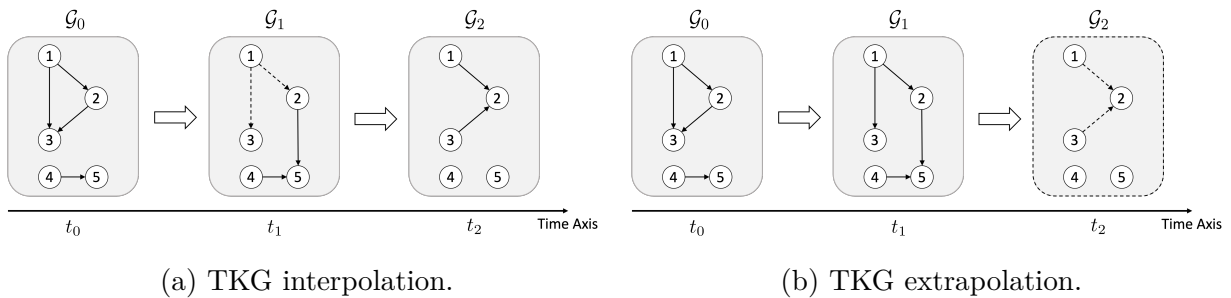 𝒢₀ 𝒢₁ 𝒢₂
1 1 1
2 2 2
3 3 3
4 5 4 5 4 5
t₀ t₁ t₂ Time Axis
(a) TKG interpolation.
𝒢₀ 𝒢₁ 𝒢₂
1 1 1
2 2 2
3 3 3
4 5 4 5 4 5
t₀ t₁ t₂ Time Axis
(b) TKG extrapolation.